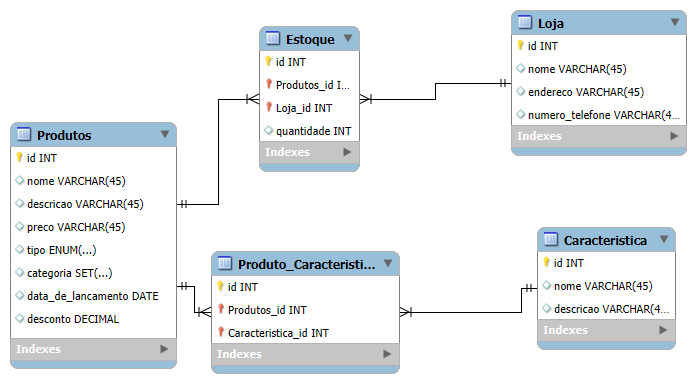 Estoque
id INT
Produtos_id I...
Loja_id INT
quantidade INT
Indexes
Loja
id INT
nome VARCHAR(45)
endereco VARCHAR(45)
numero_telefone VARCHAR(4...
Indexes
Produtos
id INT
nome VARCHAR(45)
descricao VARCHAR(45)
preco VARCHAR(45)
tipo ENUM(...)
categoria SET(...)
data_de_lancamento DATE
desconto DECIMAL
Indexes
Produto_Caracteristi...
id INT
Produtos_id INT
Caracteristica_id INT
Indexes
Caracteristica
id INT
nome VARCHAR(45)
descricao VARCHAR(4...
Indexes